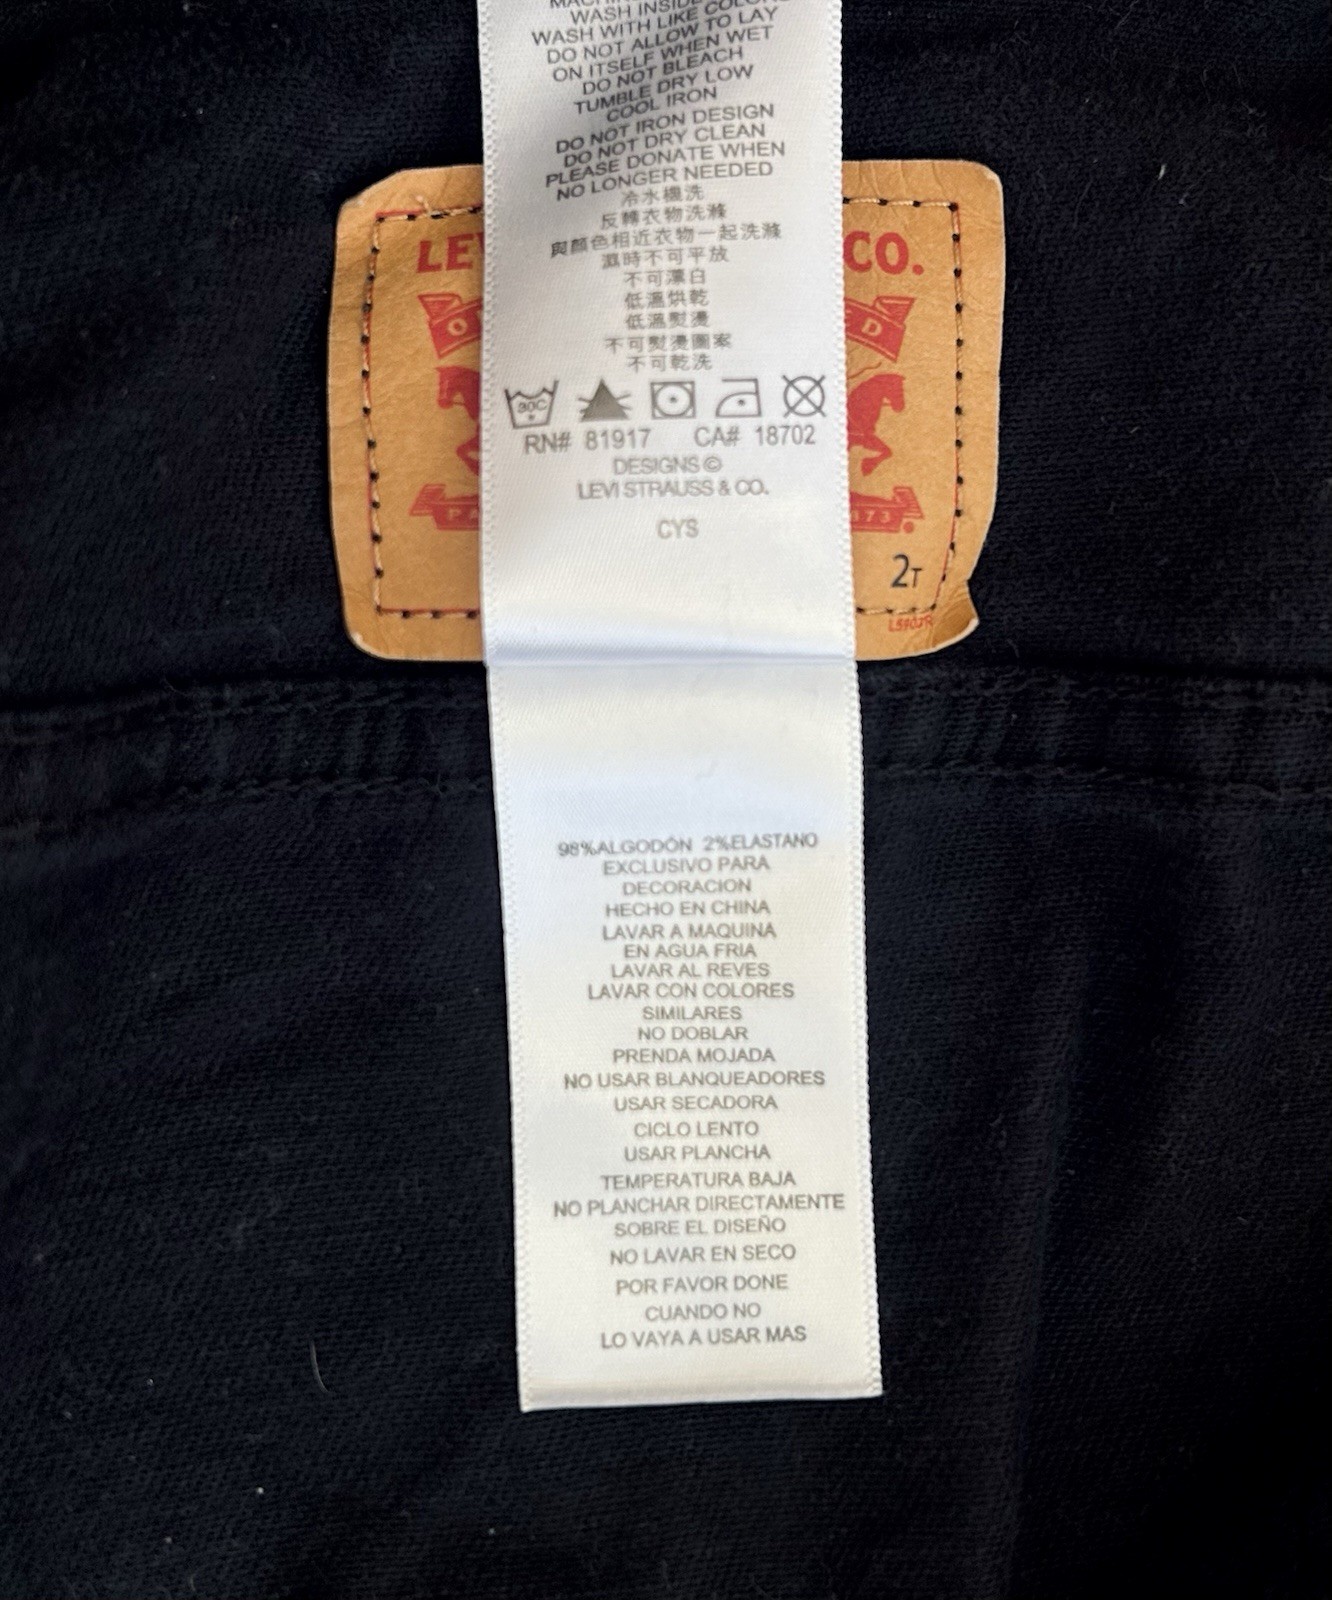 WASH INSIDE
WASH WITH LIKE COLORS
DO NOT ALLOW TO LAY
ON ITSELF WHEN WET
DO NOT BLEACH
TUMBLE DRY LOW
COOL IRON
DO NOT IRON DESIGN
DO NOT DRY CLEAN
PLEASE DONATE WHEN
NO LONGER NEEDED
冷水機洗
反轉衣物洗滌
與顏色相近衣物一起洗滌
濕時不可平放
不可漂白
低溫烘乾
低溫熨燙
不可熨燙圖案
不可乾洗
30C
RN# 81917 CA# 18702
DESIGNS ©
LEVI STRAUSS & CO.
CYS
LE
CO.
2T
98%ALGODÓN 2%ELASTANO
EXCLUSIVO PARA
DECORACION
HECHO EN CHINA
LAVAR A MAQUINA
EN AGUA FRIA
LAVAR AL REVES
LAVAR CON COLORES
SIMILARES
NO DOBLAR
PRENDA MOJADA
NO USAR BLANQUEADORES
USAR SECADORA
CICLO LENTO
USAR PLANCHA
TEMPERATURA BAJA
NO PLANCHAR DIRECTAMENTE
SOBRE EL DISEÑO
NO LAVAR EN SECO
POR FAVOR DONE
CUANDO NO
LO VAYA A USAR MAS